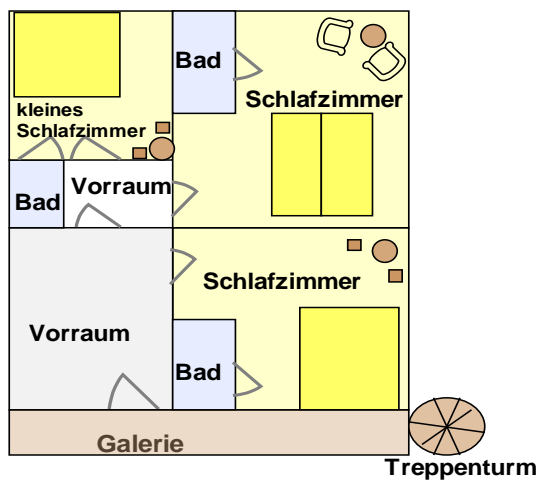 Bad
Schlafzimmer
kleines
Schlafzimmer
Vorraum
Bad
Schlafzimmer
Vorraum
Bad
Galerie
Treppenturm